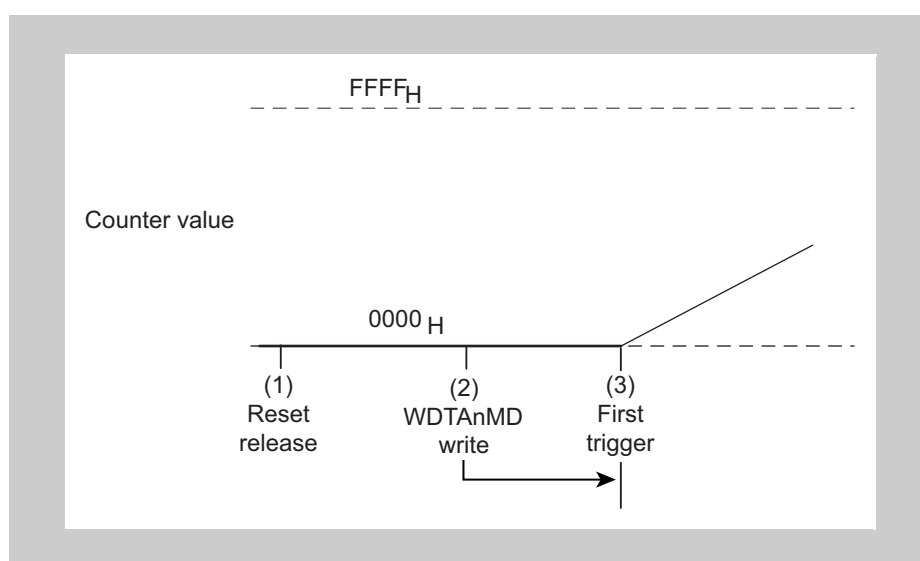 FFFFH
Counter value
0000 H
(1)
Reset
release
(2)
WDTAnMD
write
(3)
First
trigger